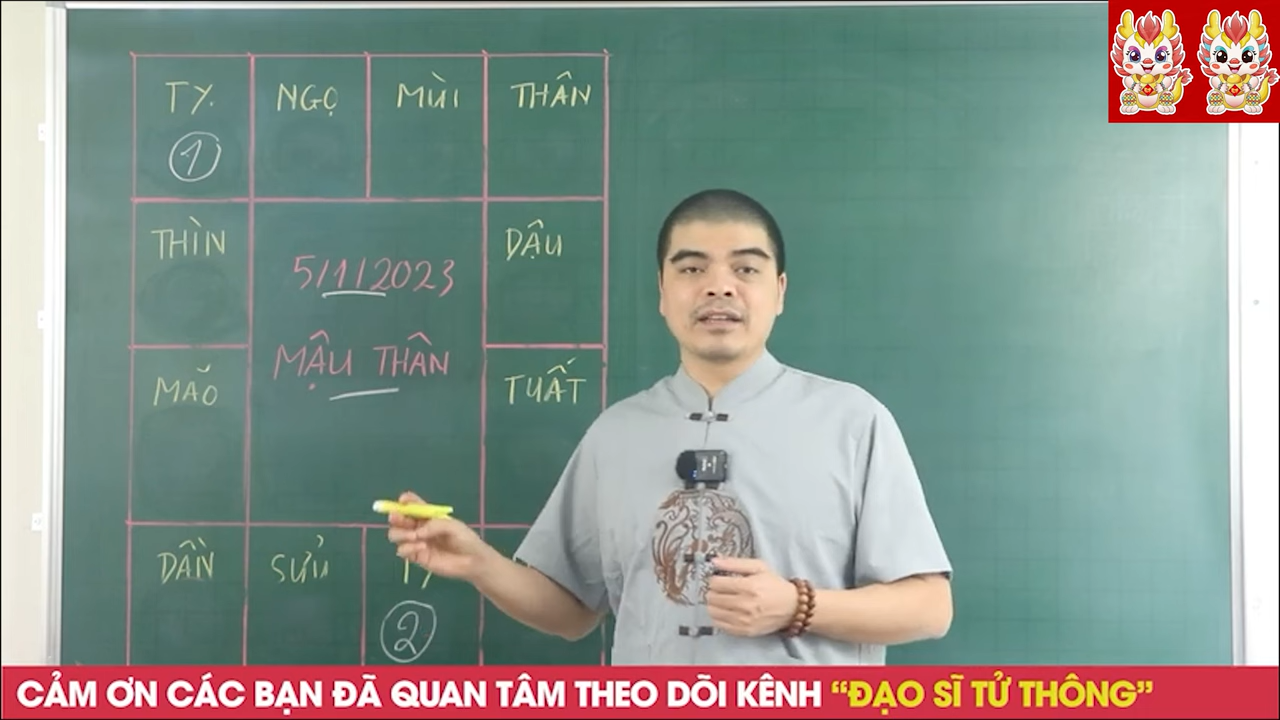 TỴ. NGỌ MÙI THÂN
1
THÌN DẬU
5/11/2023
MẬU THÂN
MÃO TUẤT
DẦN SỬU TÝ
2
CẢM ƠN CÁC BẠN ĐÃ QUAN TÂM THEO DÕI KÊNH “ĐẠO SĨ TỬ THÔNG”